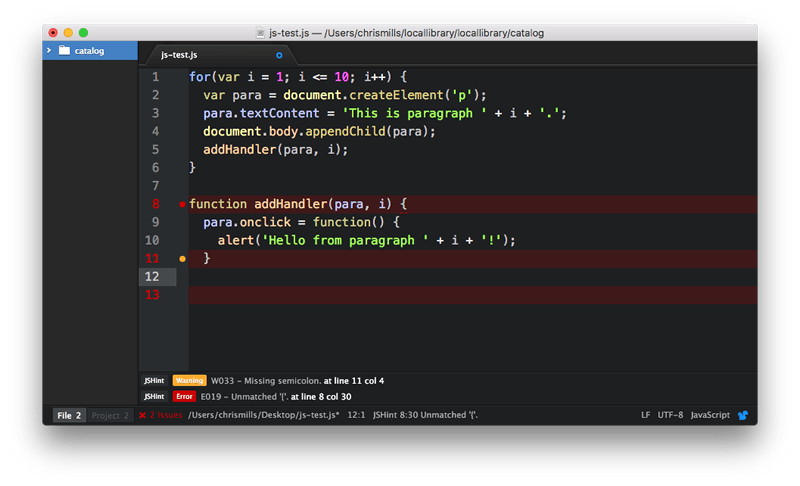 js-test.js — /Users/chrismills/locallibrary/locallibrary/catalog
catalog
js-test.js
1 for(var i = 1; i <= 10; i++) {
2 var para = document.createElement('p');
3 para.textContent = 'This is paragraph ' + i + '.';
4 document.body.appendChild(para);
5 addHandler(para, i);
6 }
7
8 function addHandler(para, i) {
9 para.onclick = function() {
10 alert('Hello from paragraph ' + i + '!');
11 }
12
13
JSHint Warning W033 - Missing semicolon. at line 11 col 4
JSHint Error E019 - Unmatched '{'. at line 8 col 30
File 2 Project 2 2 Issues /Users/chrismills/Desktop/js-test.js* 12:1 JSHint 8:30 Unmatched '{'. LF UTF-8 JavaScript